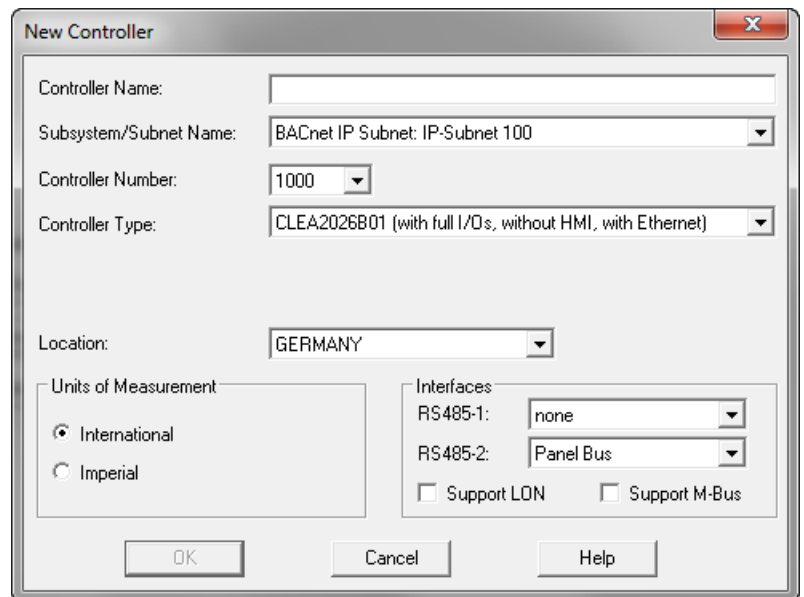 New Controller
Controller Name:
Subsystem/Subnet Name: BACnet IP Subnet: IP-Subnet 100
Controller Number: 1000
Controller Type: CLEA2026B01 (with full I/Os, without HMI, with Ethernet)
Location: GERMANY
Units of Measurement
International
Imperial
Interfaces
RS485-1: none
RS485-2: Panel Bus
Support LON Support M-Bus
OK Cancel Help